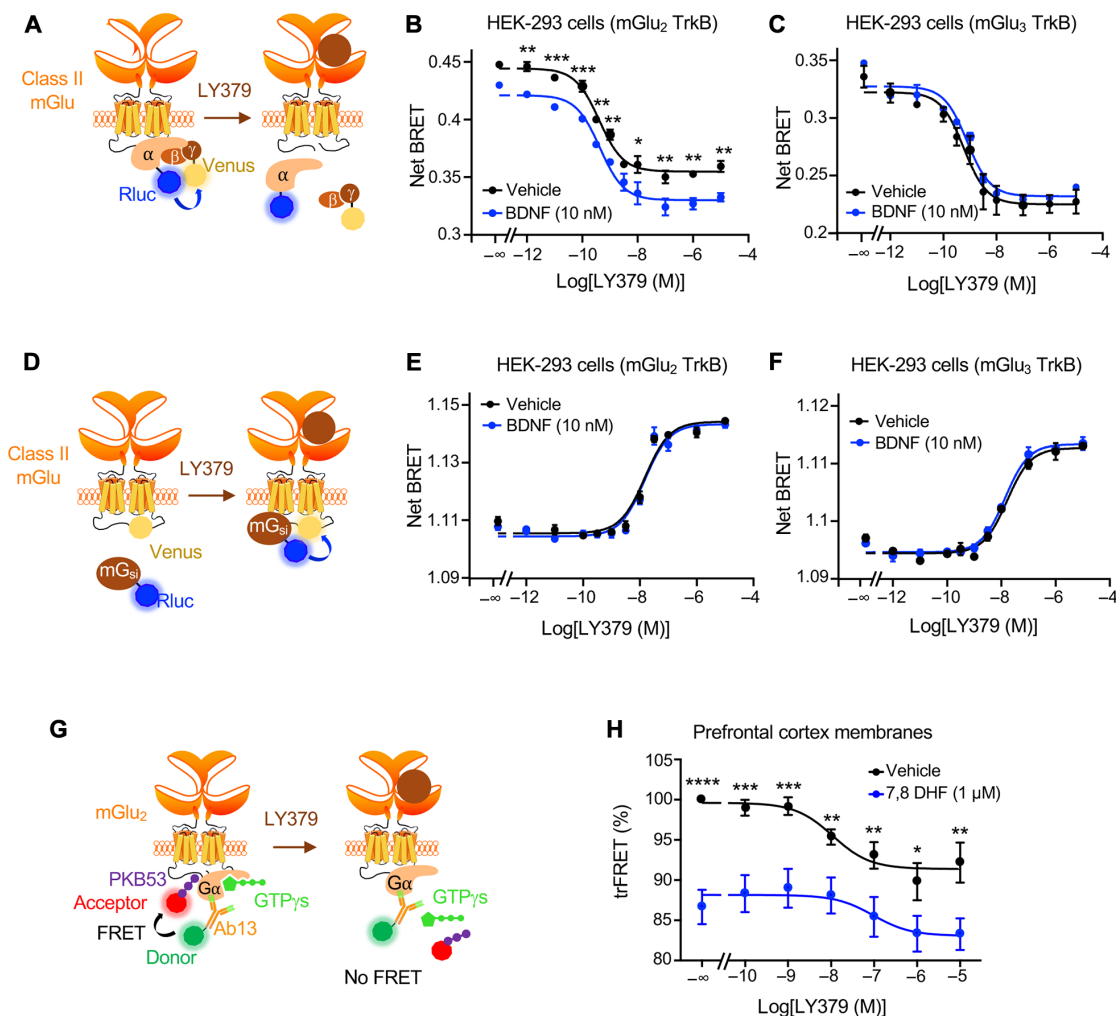 A
Class II
mGlu
LY379
α
β
γ
Venus
Rluc
α
β
γ
B
HEK-293 cells (mGlu₂ TrkB)
Net BRET
0.45
0.4
0.35
0.3
**
***
***
**
**
*
**
**
**
Vehicle
BDNF (10 nM)
–∞
–12
–10
–8
–6
–4
Log[LY379 (M)]
C
HEK-293 cells (mGlu₃ TrkB)
Net BRET
0.35
0.3
0.25
0.2
Vehicle
BDNF (10 nM)
–∞
–12
–10
–8
–6
–4
Log[LY379 (M)]
D
Class II
mGlu
LY379
Venus
mGsi
Rluc
mGsi
E
HEK-293 cells (mGlu₂ TrkB)
Net BRET
1.15
1.13
1.11
1.09
Vehicle
BDNF (10 nM)
–∞
–12
–10
–8
–6
–4
Log[LY379 (M)]
F
HEK-293 cells (mGlu₃ TrkB)
Net BRET
1.12
1.11
1.1
1.09
Vehicle
BDNF (10 nM)
–∞
–12
–10
–8
–6
–4
Log[LY379 (M)]
G
mGlu₂
LY379
PKB53
Acceptor
FRET
Donor
Gα
GTPγs
Ab13
Gα
GTPγs
No FRET
H
Prefrontal cortex membranes
trFRET (%)
105
100
95
90
85
80
****
***
***
**
**
*
**
Vehicle
7,8 DHF (1 µM)
–∞
–10
–9
–8
–7
–6
–5
Log[LY379 (M)]